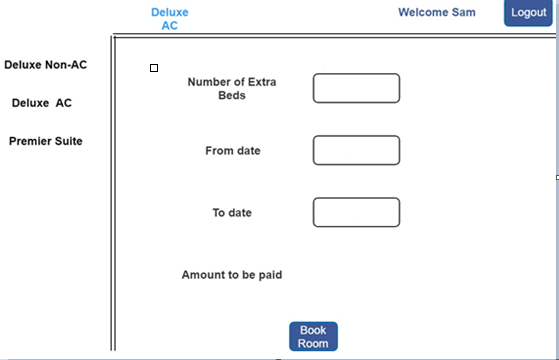 Deluxe
AC
Welcome Sam
Logout
Deluxe Non-AC
Deluxe AC
Premier Suite
Number of Extra
Beds
From date
To date
Amount to be paid
Book
Room